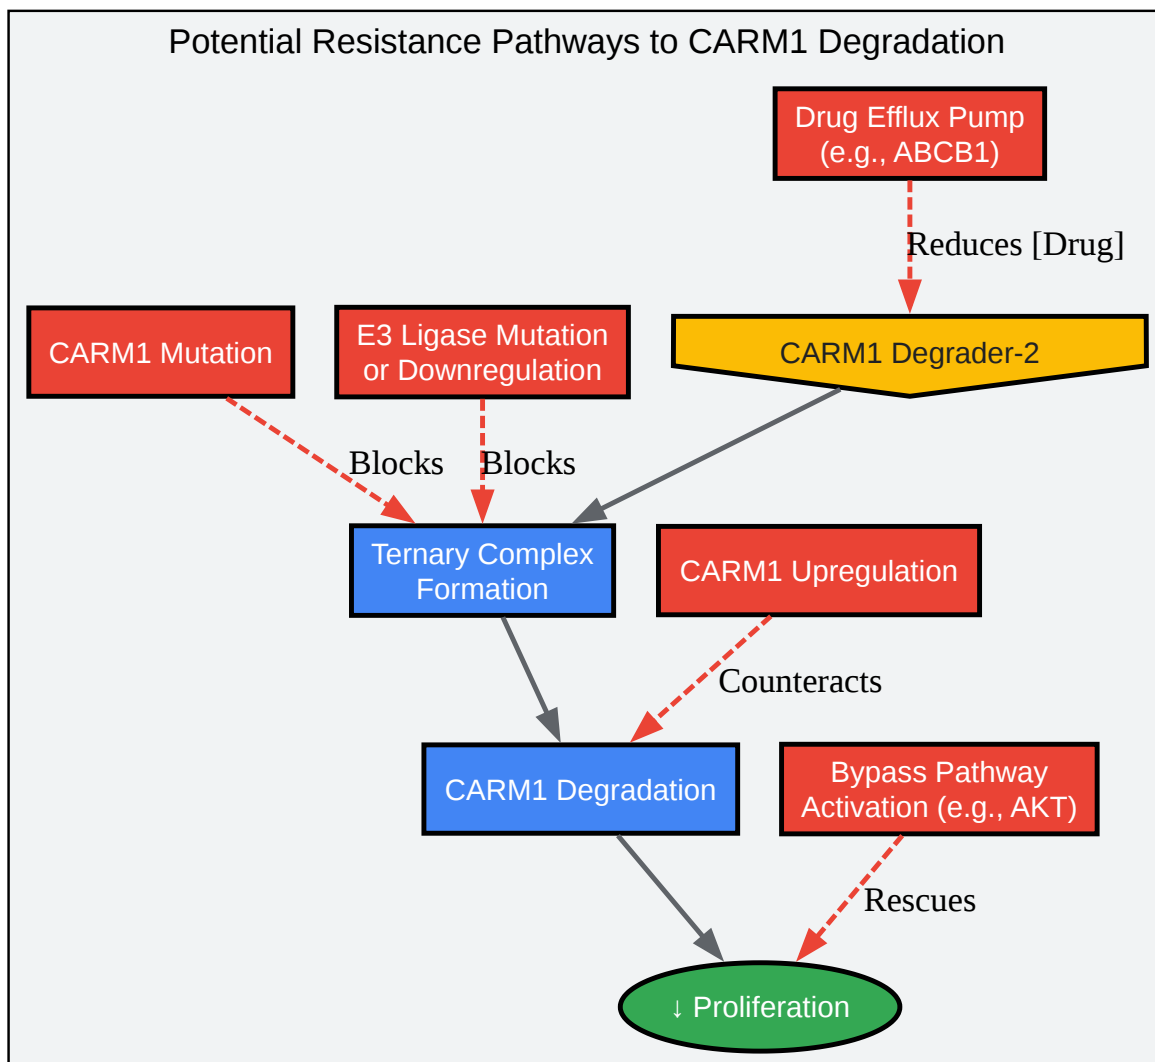 Potential Resistance Pathways to CARM1 Degradation
Drug Efflux Pump
(e.g., ABCB1)
Reduces [Drug]
CARM1 Mutation
E3 Ligase Mutation
or Downregulation
CARM1 Degrader-2
Blocks
Blocks
Ternary Complex
Formation
CARM1 Upregulation
Counteracts
CARM1 Degradation
Bypass Pathway
Activation (e.g., AKT)
Rescues
↓ Proliferation